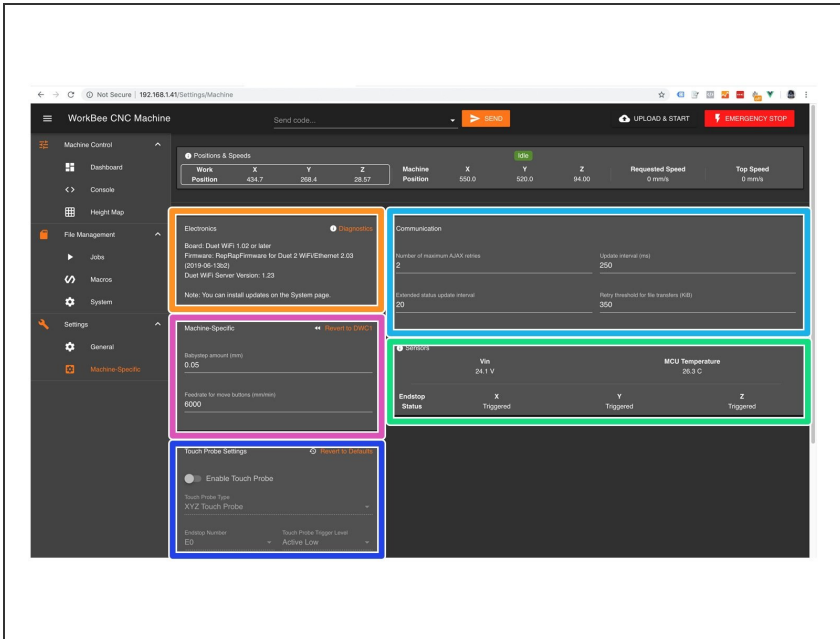 Not Secure | 192.168.1.41/Settings/Machine
WorkBee CNC Machine
Send code...
SEND
UPLOAD & START
EMERGENCY STOP
Machine Control
Dashboard
Console
Height Map
File Management
Jobs
Macros
System
Settings
General
Machine-Specific
Positions & Speeds
Idle
Work Position X Y Z
434.7 268.4 28.57
Machine Position X Y Z
550.0 520.0 94.00
Requested Speed
0 mm/s
Top Speed
0 mm/s
Electronics
Diagnostics
Board: Duet WiFi 1.02 or later
Firmware: RepRapFirmware for Duet 2 WiFi/Ethernet 2.03
(2019-06-13b2)
Duet WiFi Server Version: 1.23
Note: You can install updates on the System page.
Communication
Number of maximum AJAX retries
2
Update interval (ms)
250
Extended status update interval
20
Retry threshold for file transfers (KiB)
350
Machine-Specific
Revert to DWC1
Babystep amount (mm)
0.05
Feedrate for move buttons (mm/min)
6000
Sensors
Vin
24.1 V
MCU Temperature
26.3 C
Endstop Status X Y Z
Triggered Triggered Triggered
Touch Probe Settings
Revert to Defaults
Enable Touch Probe
Touch Probe Type
XYZ Touch Probe
Endstop Number
E0
Touch Probe Trigger Level
Active Low